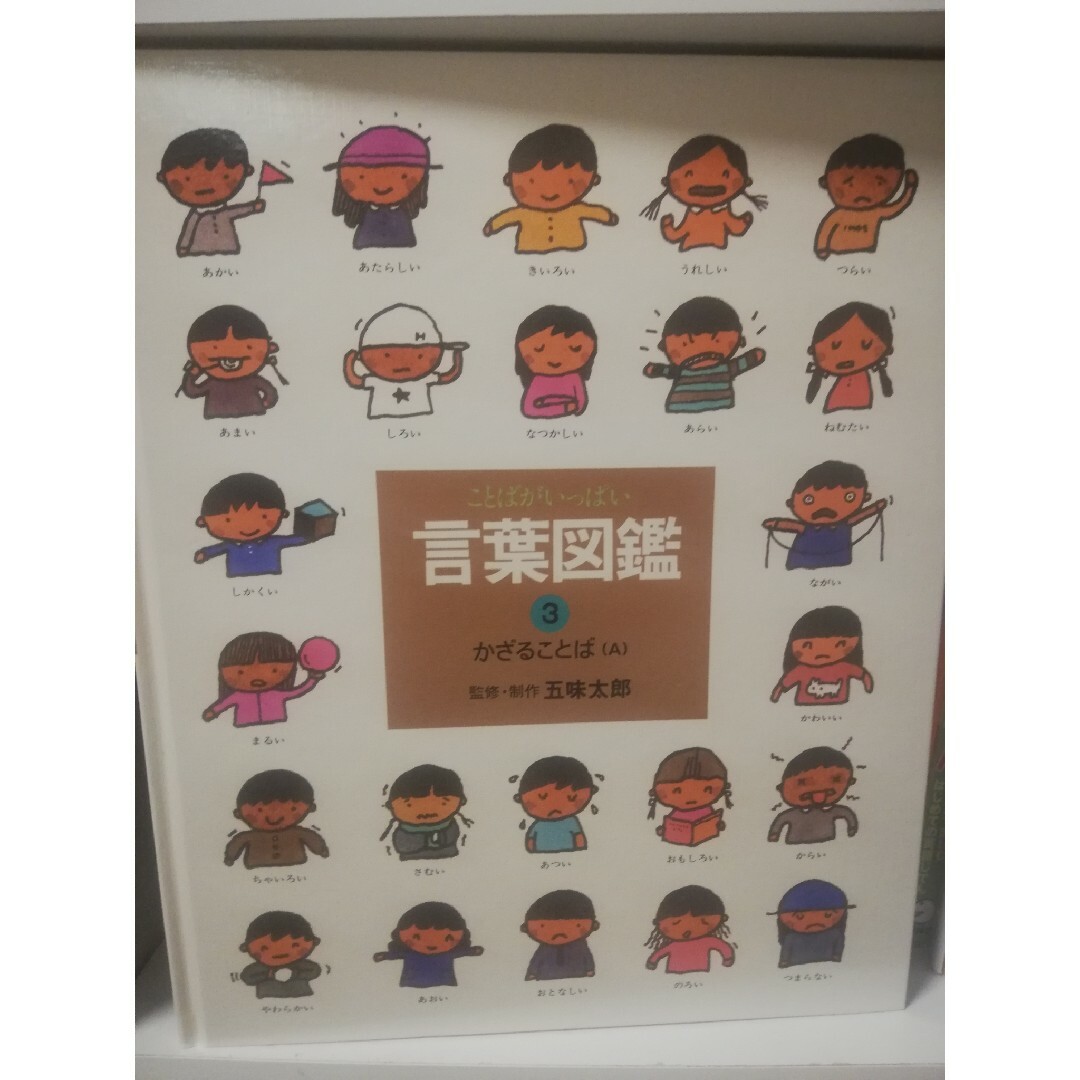 あかい
あたらしい
きいろい
うれしい
つらい
あまい
しろい
なつかしい
あらい
ねむたい
しかくい
ことばがいっぱい
言葉図鑑
3
かざることば(A)
監修・制作 五味太郎
ながい
まるい
かわいい
ちゃいろい
さむい
あつい
おもしろい
からい
やわらかい
あおい
おとなしい
のろい
つまらない